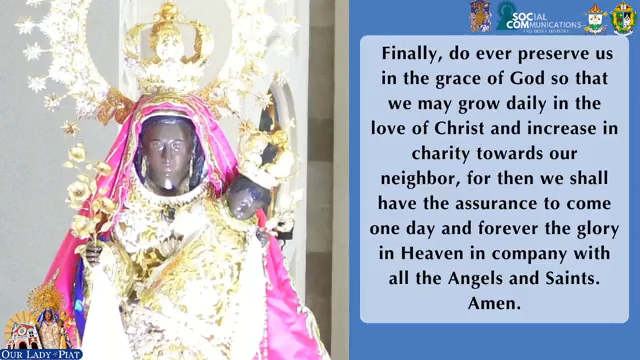 SOCIAL
COMMUNICATIONS
Finally, do ever preserve us
in the grace of God so that
we may grow daily in the
love of Christ and increase in
charity towards our
neighbor, for then we shall
have the assurance to come
one day and forever the glory
in Heaven in company with
all the Angels and Saints.
Amen.
OUR LADY of PIAT